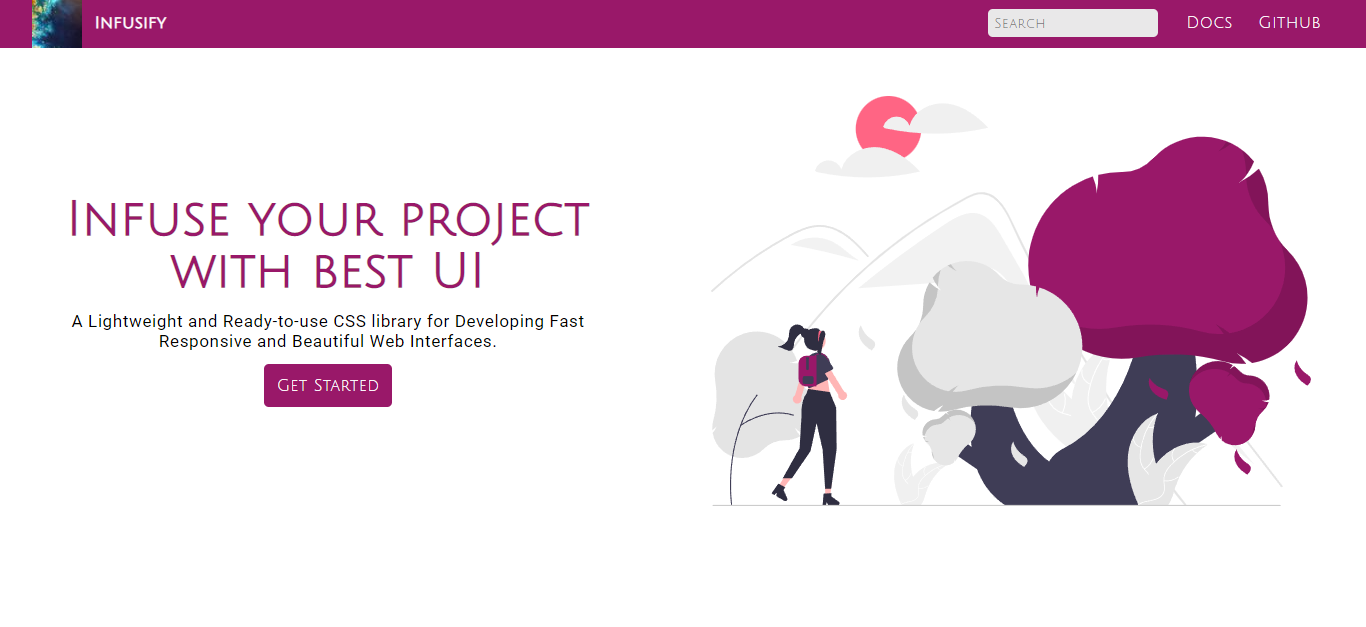 Infusify
Search
Docs
Github
Infuse your project
with best UI
A Lightweight and Ready-to-use CSS library for Developing Fast
Responsive and Beautiful Web Interfaces.
Get Started